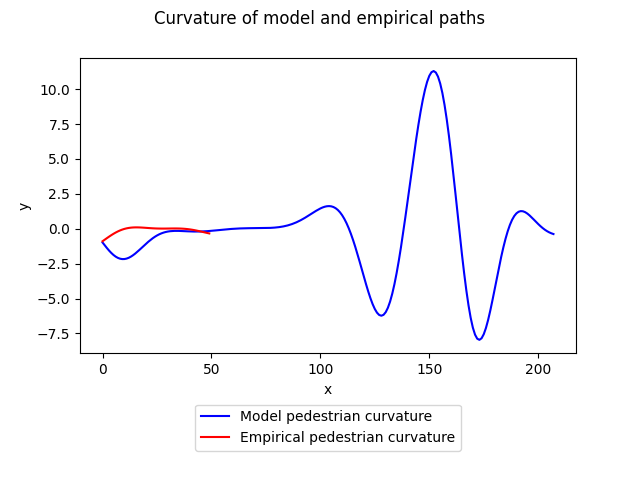 Curvature of model and empirical paths
10.0
7.5
5.0
2.5
0.0
−2.5
−5.0
−7.5
y
0 50 100 150 200
x
Model pedestrian curvature
Empirical pedestrian curvature